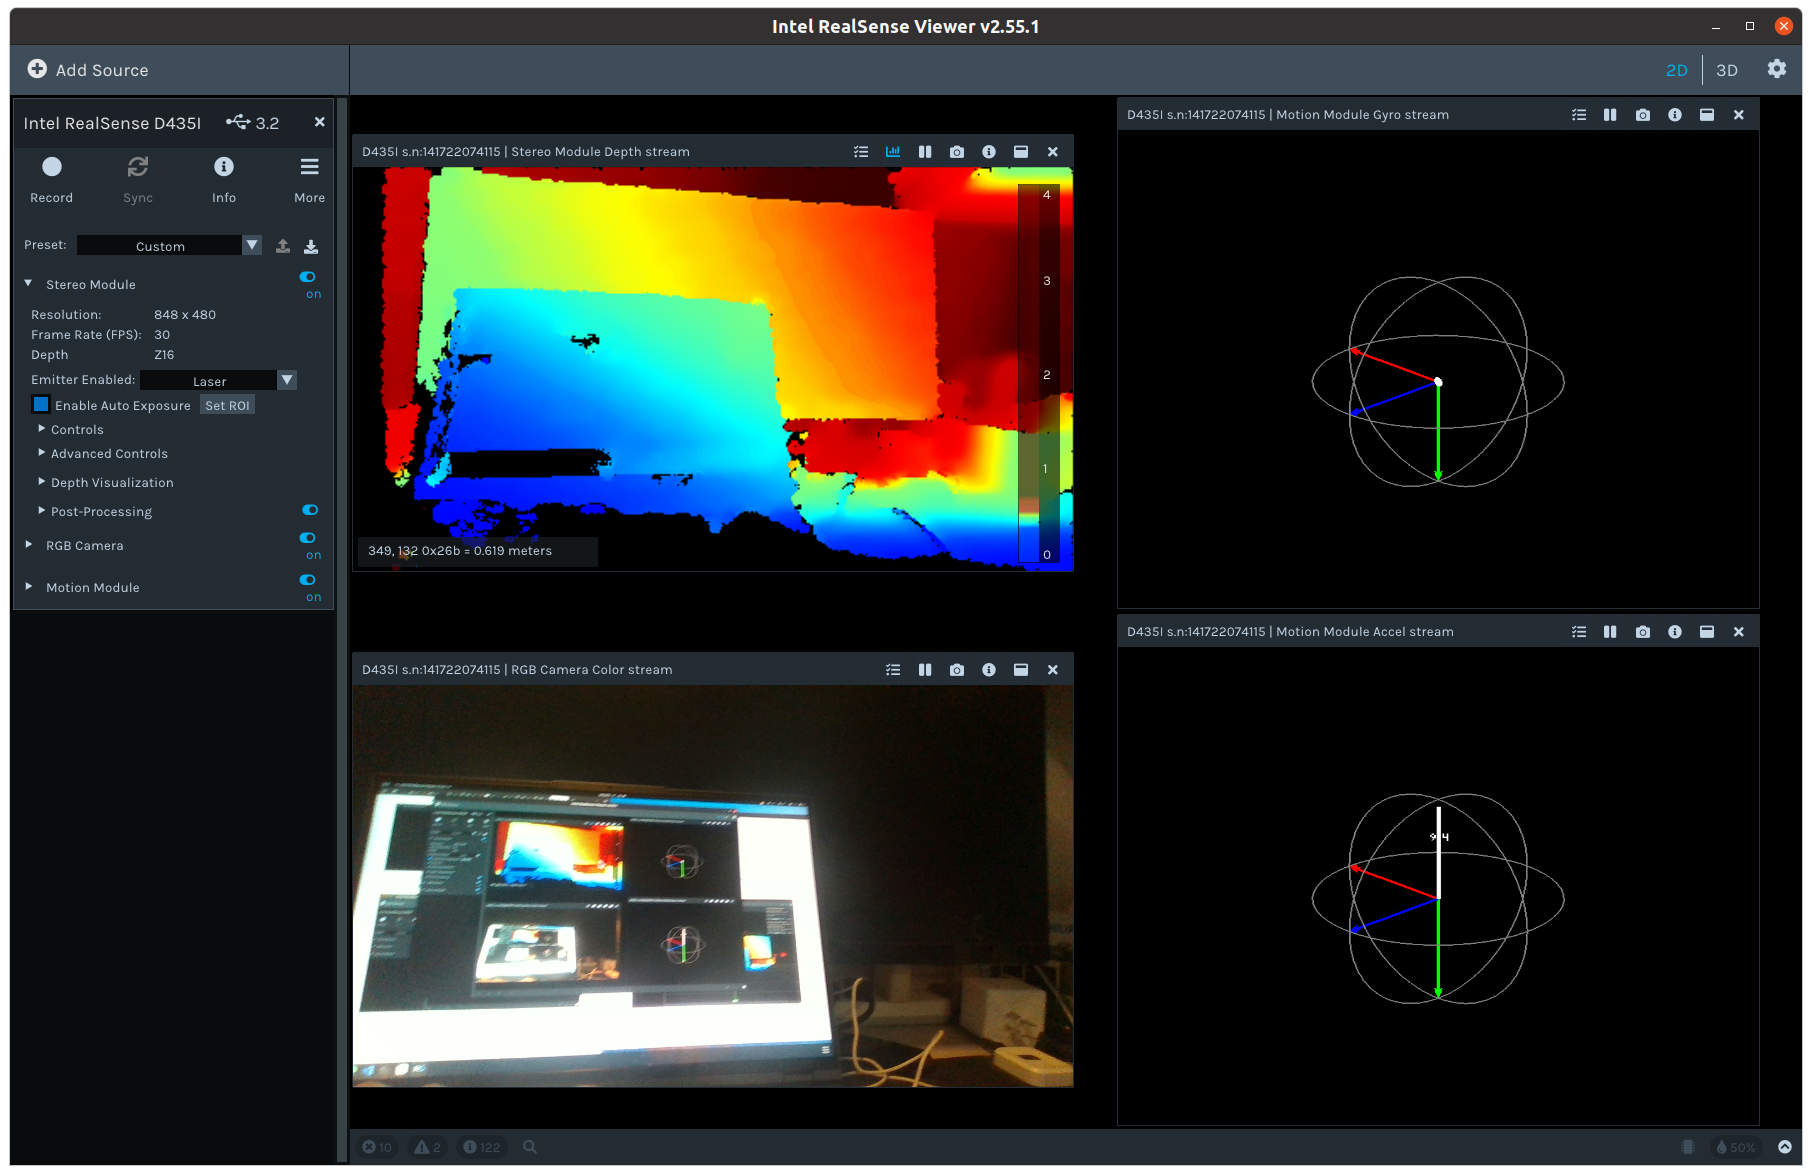 Intel RealSense Viewer v2.55.1
Add Source
2D
3D
Intel RealSense D435I
3.2
Record
Sync
Info
More
Preset:
Custom
Stereo Module
on
Resolution: 848 x 480
Frame Rate (FPS): 30
Depth Z16
Emitter Enabled: Laser
Enable Auto Exposure Set ROI
Controls
Advanced Controls
Depth Visualization
Post-Processing
RGB Camera
on
Motion Module
on
D435I s.n:141722074115 | Stereo Module Depth stream
4
3
2
1
0
349, 132 0x26b = 0.619 meters
D435I s.n:141722074115 | RGB Camera Color stream
D435I s.n:141722074115 | Motion Module Gyro stream
D435I s.n:141722074115 | Motion Module Accel stream
10
2
122
50%